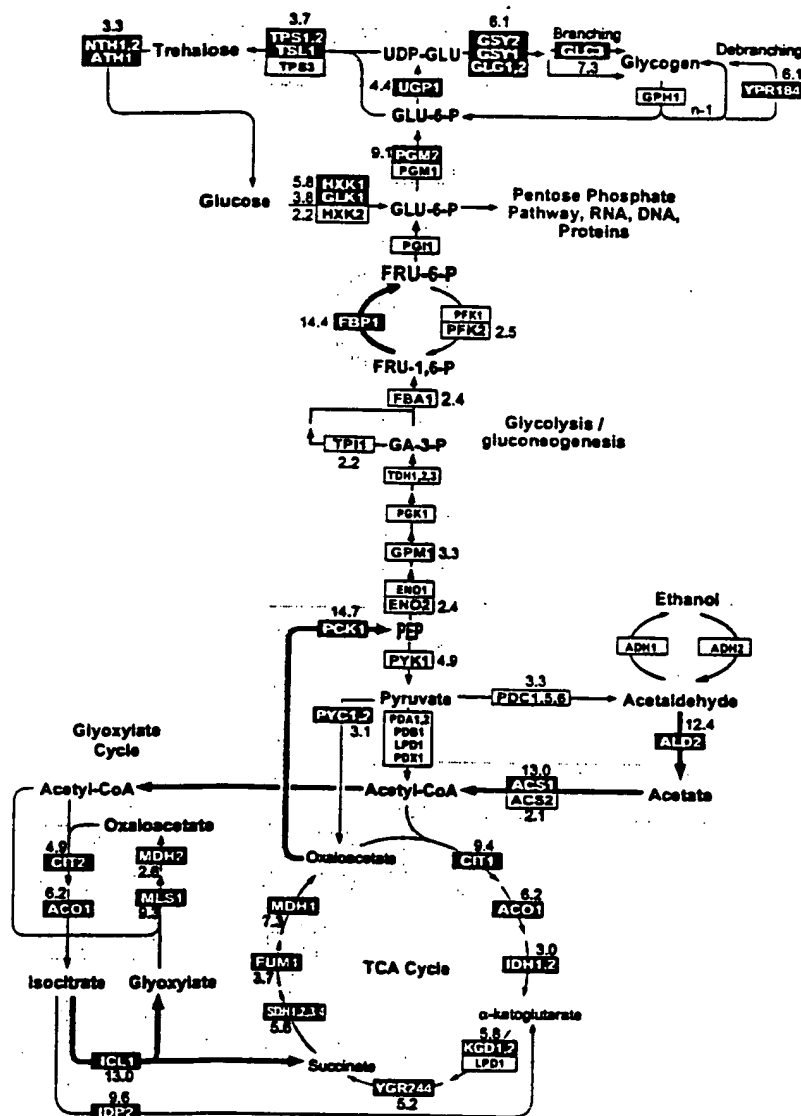 3.3
NTH1,2
ATH1
Trehalose
3.7
TPS1,2
TSL1
TPS3
UDP-GLU
6.1
GSY2
GSY1
GLG1,2
Branching
GLC3
7.3
Glycogen
Debranching
6.1
YPR184
4.4
UGP1
GPH1
n-1
GLU-6-P
9.1
PGM2
PGM1
Glucose
5.8
HXK1
3.8
GLK1
2.2
HXK2
GLU-6-P
Pentose Phosphate
Pathway, RNA, DNA,
Proteins
PGI1
FRU-6-P
14.4
FBP1
PFK1
PFK2
2.5
FRU-1,6-P
FBA1
2.4
Glycolysis /
gluconeogenesis
TPI1
2.2
GA-3-P
TDH1,2,3
PGK1
GPM1
3.3
ENO1
ENO2
2.4
14.7
PCK1
PEP
PYK1
4.9
Ethanol
ADH1
ADH2
Pyruvate
3.3
PDC1,5,6
Acetaldehyde
PYC1,2
3.1
PDA1,2
PDB1
LPD1
PDX1
12.4
ALD2
Glyoxylate
Cycle
Acetyl-CoA
Acetyl-CoA
13.0
ACS1
ACS2
2.1
Acetate
Oxaloacetate
4.9
CIT2
MDH2
2.6
Oxaloacetate
9.4
CIT1
6.2
ACO1
MLS1
MDH1
6.2
ACO1
FUM1
3.7
TCA Cycle
3.0
IDH1,2
Isocitrate
Glyoxylate
SDH1,2,3,4
α-ketoglutarate
5.8
KGD1,2
LPD1
ICL1
13.0
Succinate
YGR244
5.2
9.6
IDP2